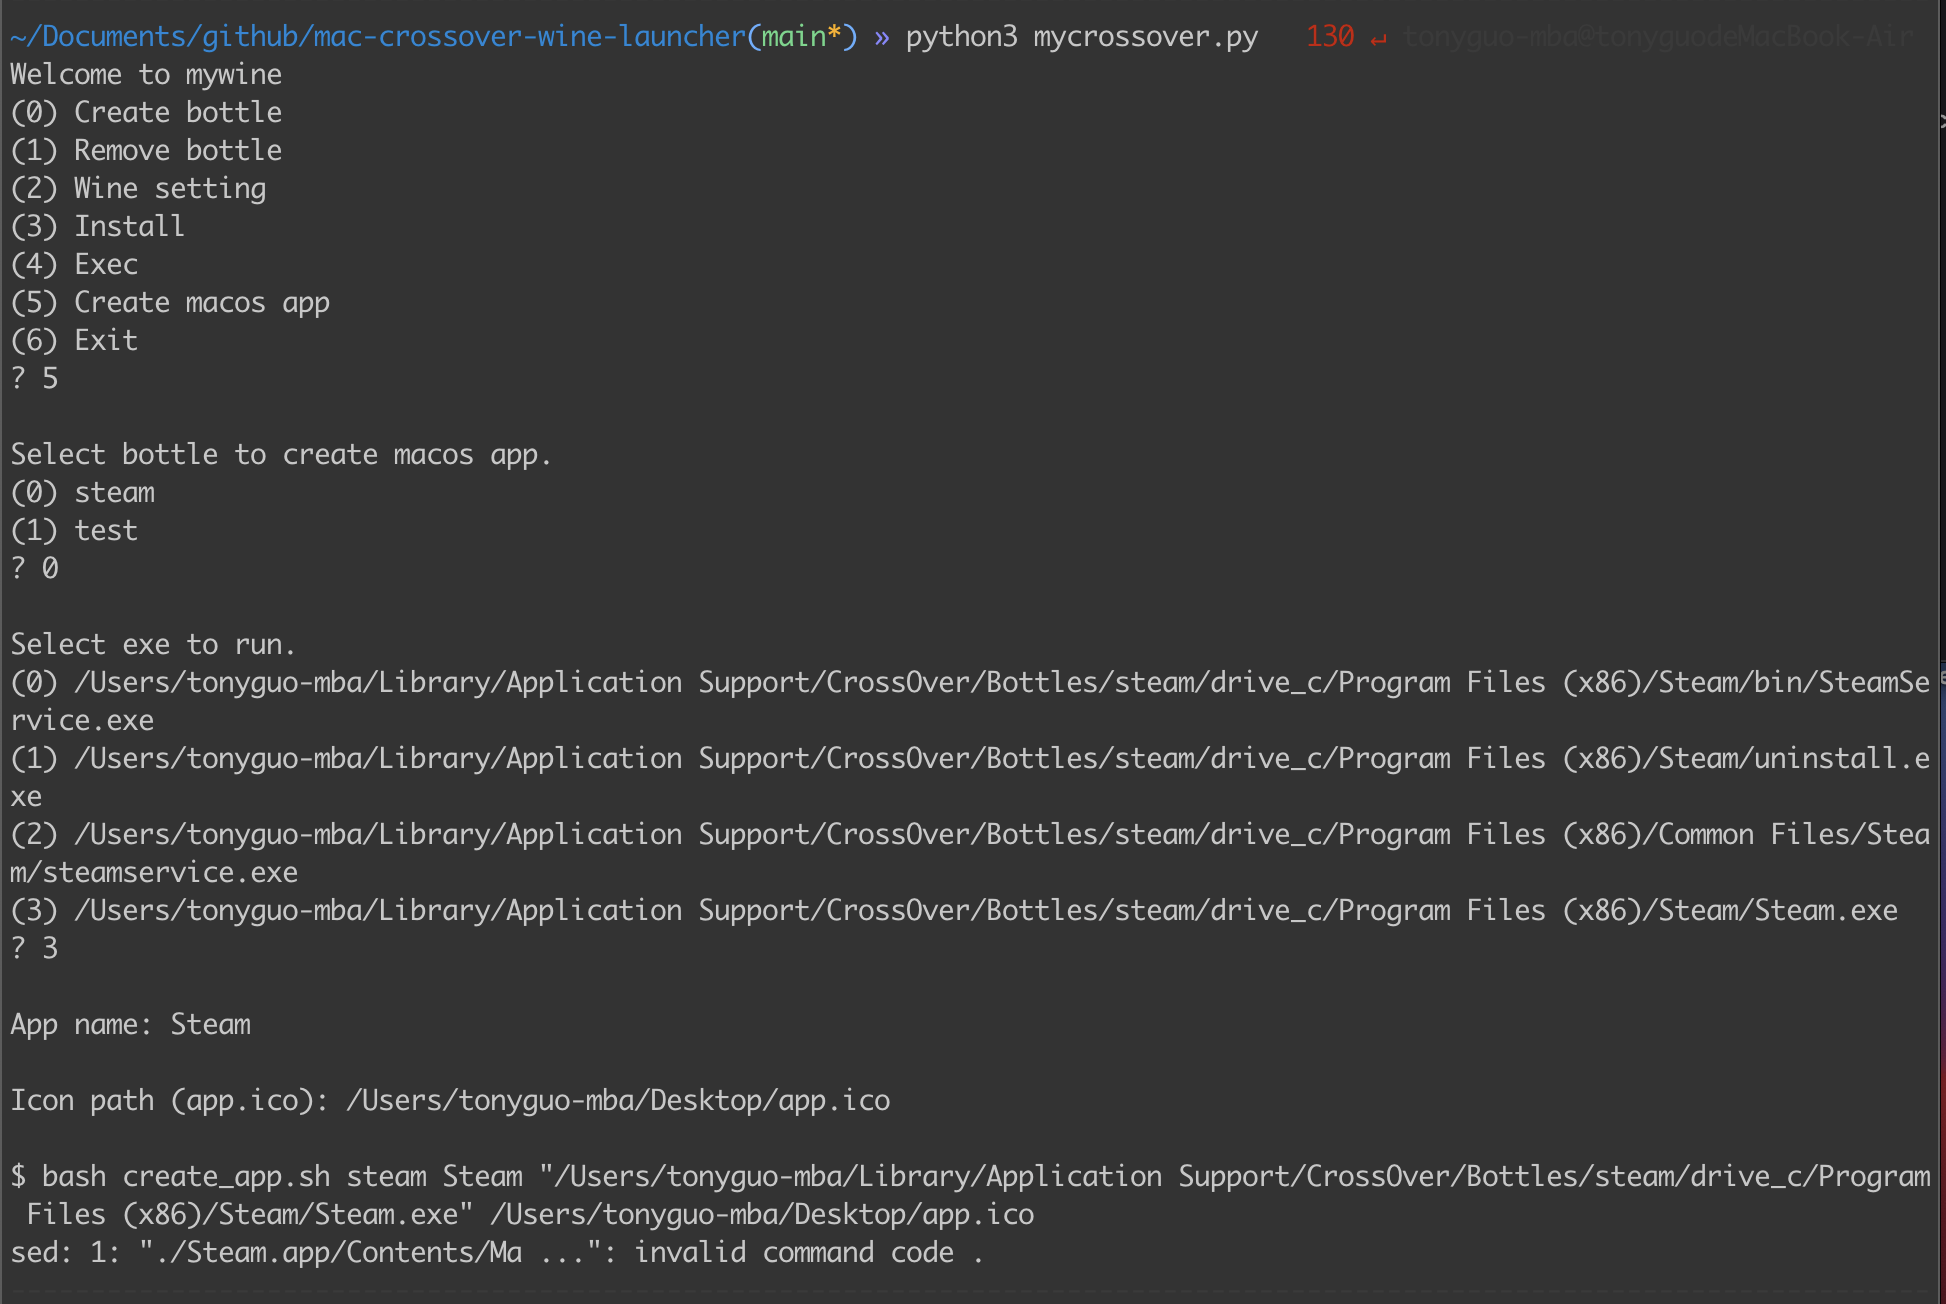 ~/Documents/github/mac-crossover-wine-launcher(main*) » python3 mycrossover.py   130 ↵ tonyguo-mba@tonyguodeMacBook-Air
Welcome to mywine
(0) Create bottle
(1) Remove bottle
(2) Wine setting
(3) Install
(4) Exec
(5) Create macos app
(6) Exit
? 5
Select bottle to create macos app.
(0) steam
(1) test
? 0
Select exe to run.
(0) /Users/tonyguo-mba/Library/Application Support/CrossOver/Bottles/steam/drive_c/Program Files (x86)/Steam/bin/SteamSe
rvice.exe
(1) /Users/tonyguo-mba/Library/Application Support/CrossOver/Bottles/steam/drive_c/Program Files (x86)/Steam/uninstall.e
xe
(2) /Users/tonyguo-mba/Library/Application Support/CrossOver/Bottles/steam/drive_c/Program Files (x86)/Common Files/Stea
m/steamservice.exe
(3) /Users/tonyguo-mba/Library/Application Support/CrossOver/Bottles/steam/drive_c/Program Files (x86)/Steam/Steam.exe
? 3
App name: Steam
Icon path (app.ico): /Users/tonyguo-mba/Desktop/app.ico
$ bash create_app.sh steam Steam "/Users/tonyguo-mba/Library/Application Support/CrossOver/Bottles/steam/drive_c/Program
 Files (x86)/Steam/Steam.exe" /Users/tonyguo-mba/Desktop/app.ico
sed: 1: "./Steam.app/Contents/Ma ...": invalid command code .